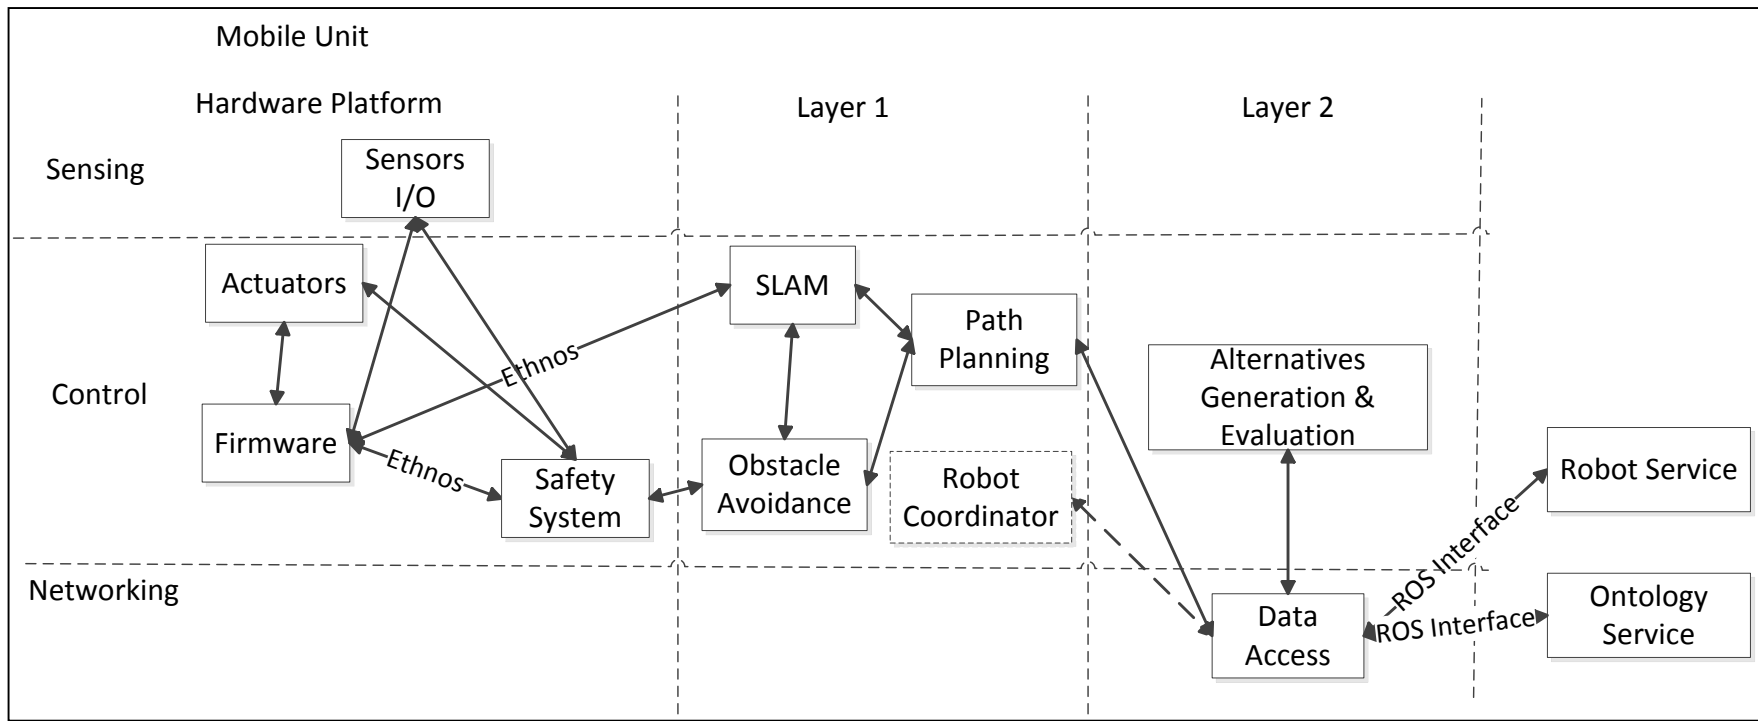 Mobile Unit
Hardware Platform
Layer 1
Layer 2
Sensing
Sensors
I/O
Actuators
SLAM
Path
Planning
Ethnos
Alternatives
Generation &
Evaluation
Control
Firmware
Ethnos
Safety
System
Obstacle
Avoidance
Robot
Coordinator
Robot Service
ROS Interface
Networking
Data
Access
ROS Interface
Ontology
Service